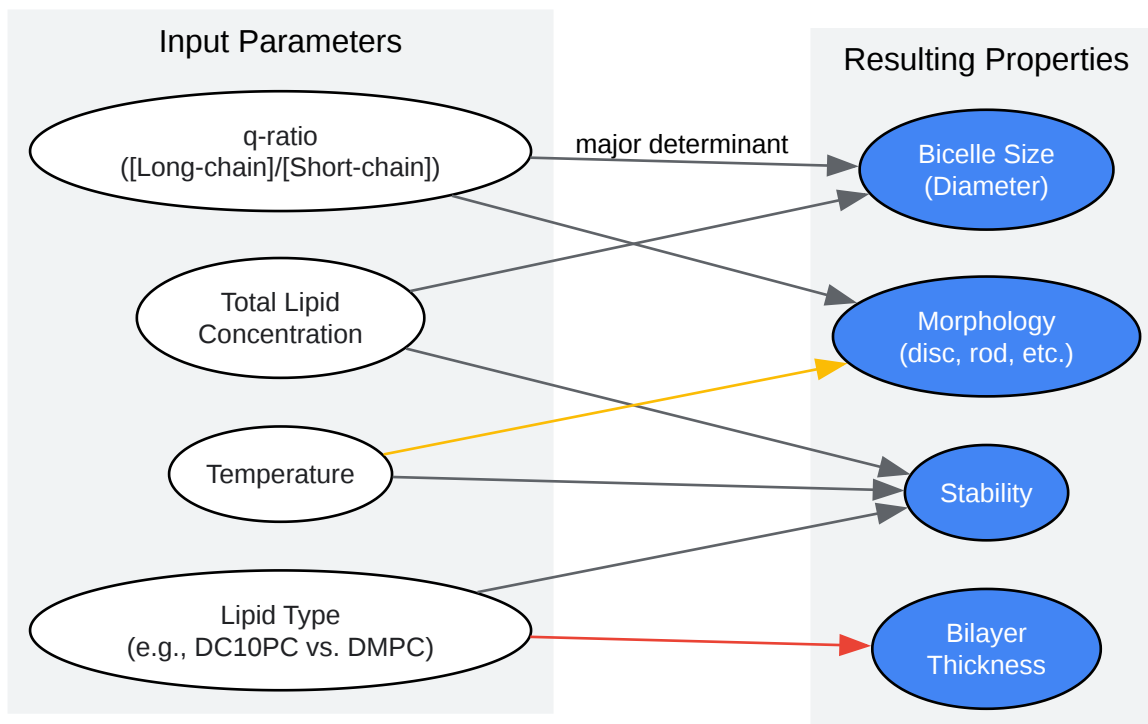 Input Parameters
q-ratio
([Long-chain]/[Short-chain])
Total Lipid
Concentration
Temperature
Lipid Type
(e.g., DC10PC vs. DMPC)
major determinant
Resulting Properties
Bicelle Size
(Diameter)
Morphology
(disc, rod, etc.)
Stability
Bilayer
Thickness